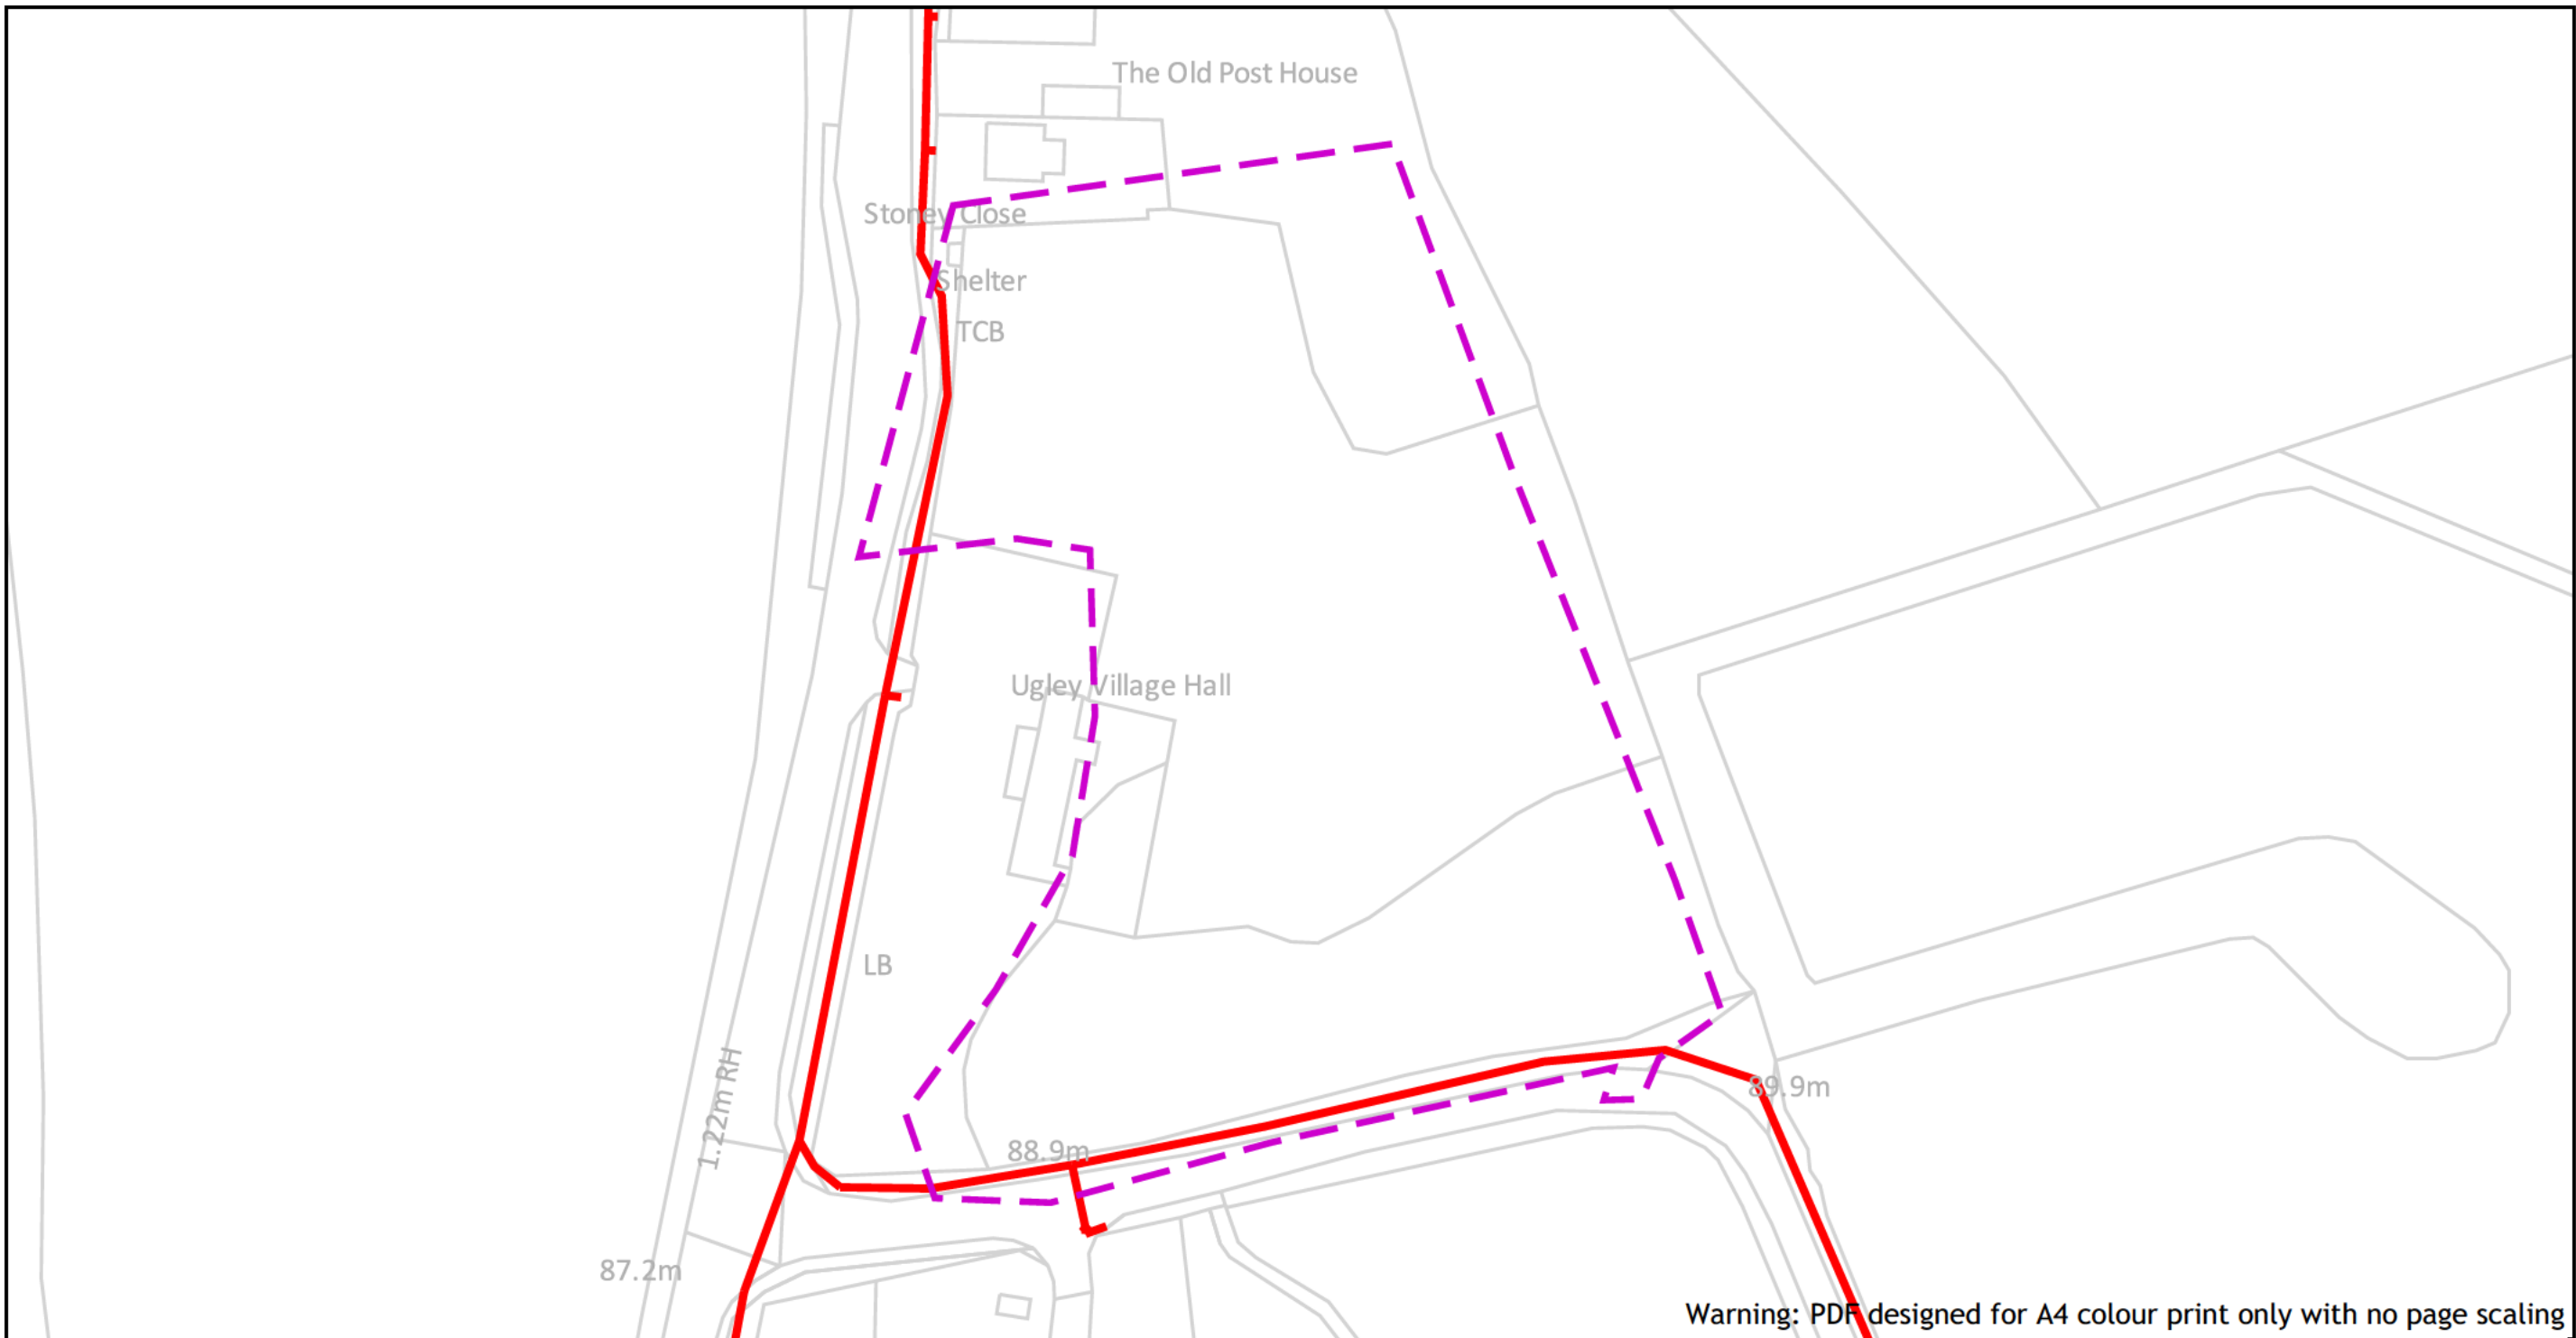 The Old Post House
Stoney Close
Shelter
TCB
Ugley Village Hall
LB
1.22m RH
88.9m
89.9m
87.2m
Warning: PDF designed for A4 colour print only with no page scaling